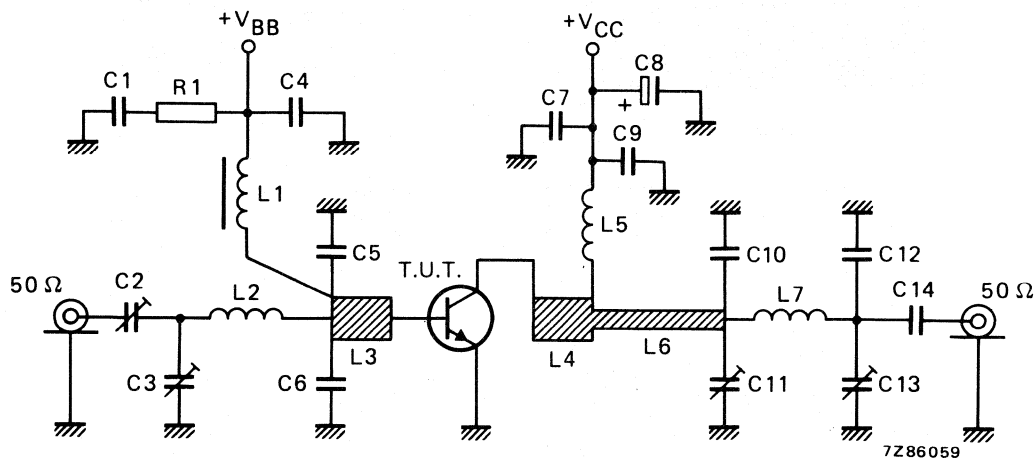 +VBB
+VCC
C1
R1
C4
C7
C8
+
C9
L1
L5
C5
C10
C12
T.U.T.
50 Ω
C2
L2
L7
C14
50 Ω
L3
L4
L6
C3
C6
C11
C13
7Z86059